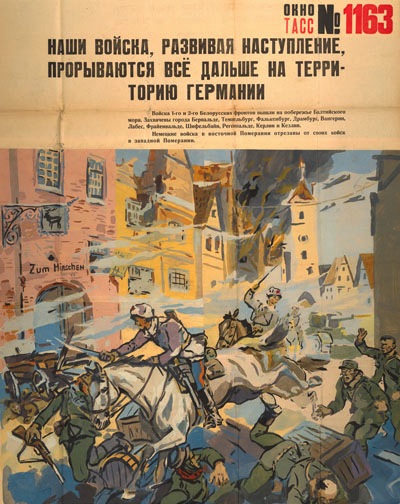 ОКНО
ТАСС № 1163
НАШИ ВОЙСКА, РАЗВИВАЯ НАСТУПЛЕНИЕ,
ПРОРЫВАЮТСЯ ВСЁ ДАЛЬШЕ НА ТЕРРИ-
ТОРИЮ ГЕРМАНИИ
Войска 1-го и 2-го Белорусских фронтов вышли на побережье Балтийского
моря. Захвачены города Бервальде, Темпельбург, Фалькенбург, Драмбург, Вангерин,
Лабес, Фрайенвальде, Шифельбайн, Регенвальде, Керлин и Кезлин.
Немецкие войска в восточной Померании отрезаны от своих войск
в западной Померании.
Zum Hirschen